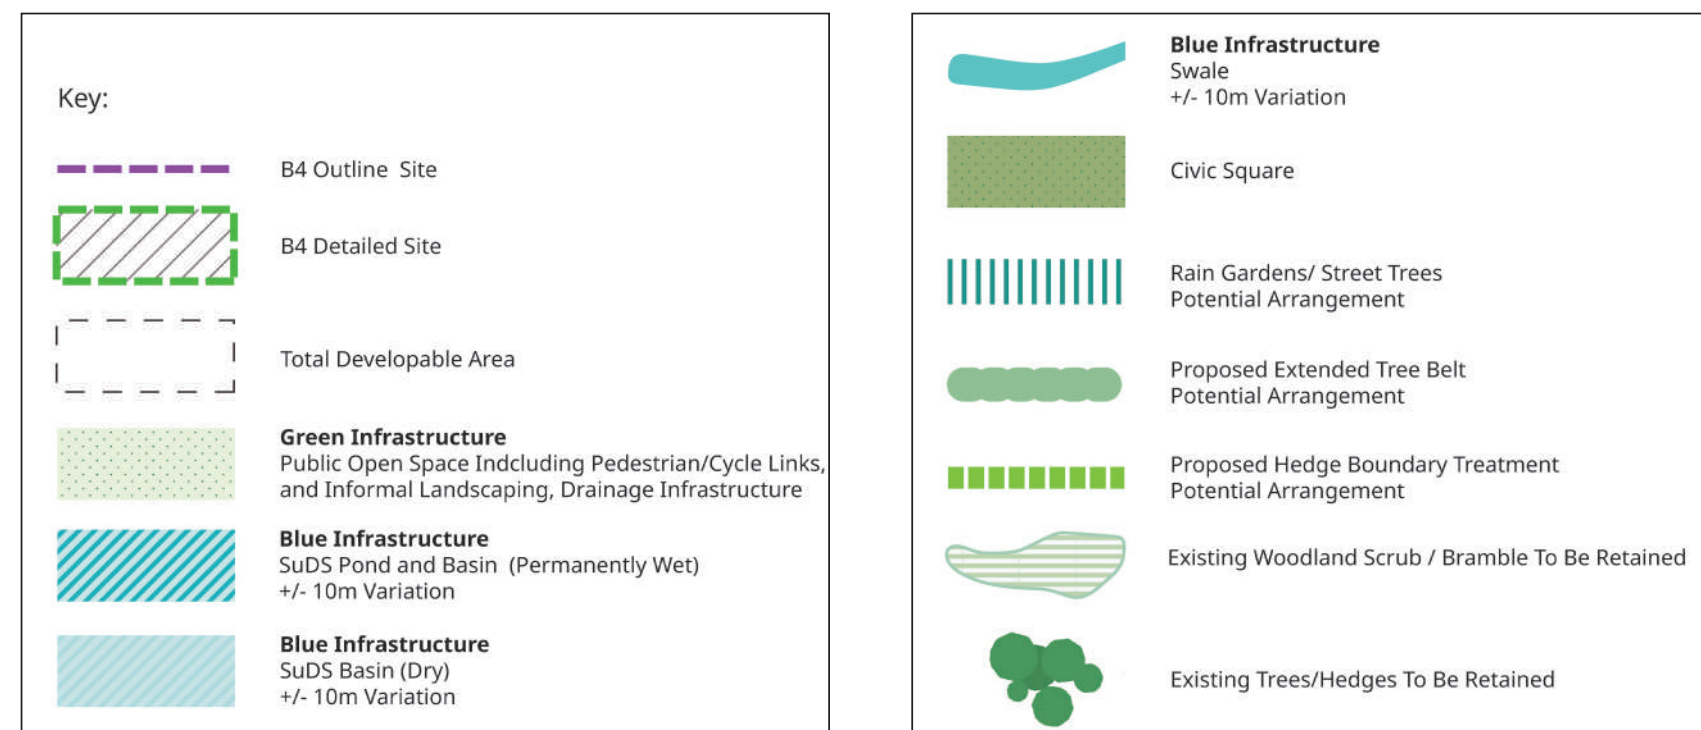 Key:
B4 Outline Site
B4 Detailed Site
Total Developable Area
Green Infrastructure
Public Open Space Indcluding Pedestrian/Cycle Links,
and Informal Landscaping, Drainage Infrastructure
Blue Infrastructure
SuDS Pond and Basin (Permanently Wet)
+/- 10m Variation
Blue Infrastructure
SuDS Basin (Dry)
+/- 10m Variation
Blue Infrastructure
Swale
+/- 10m Variation
Civic Square
Rain Gardens/ Street Trees
Potential Arrangement
Proposed Extended Tree Belt
Potential Arrangement
Proposed Hedge Boundary Treatment
Potential Arrangement
Existing Woodland Scrub / Bramble To Be Retained
Existing Trees/Hedges To Be Retained